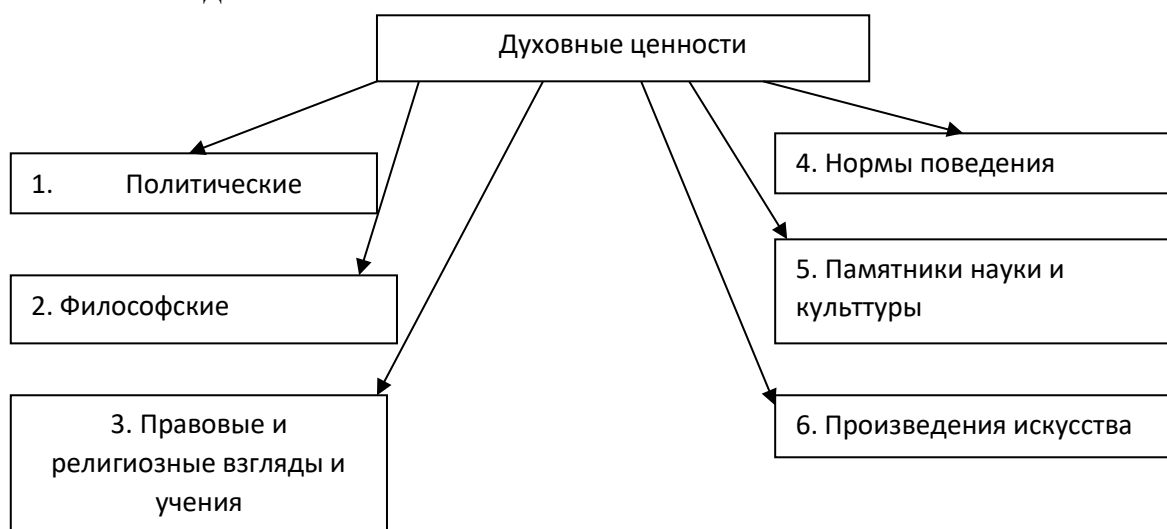 Духовные ценности
1. Политические
2. Философские
3. Правовые и
религиозные взгляды и
учения
4. Нормы поведения
5. Памятники науки и
культтуры
6. Произведения искусства